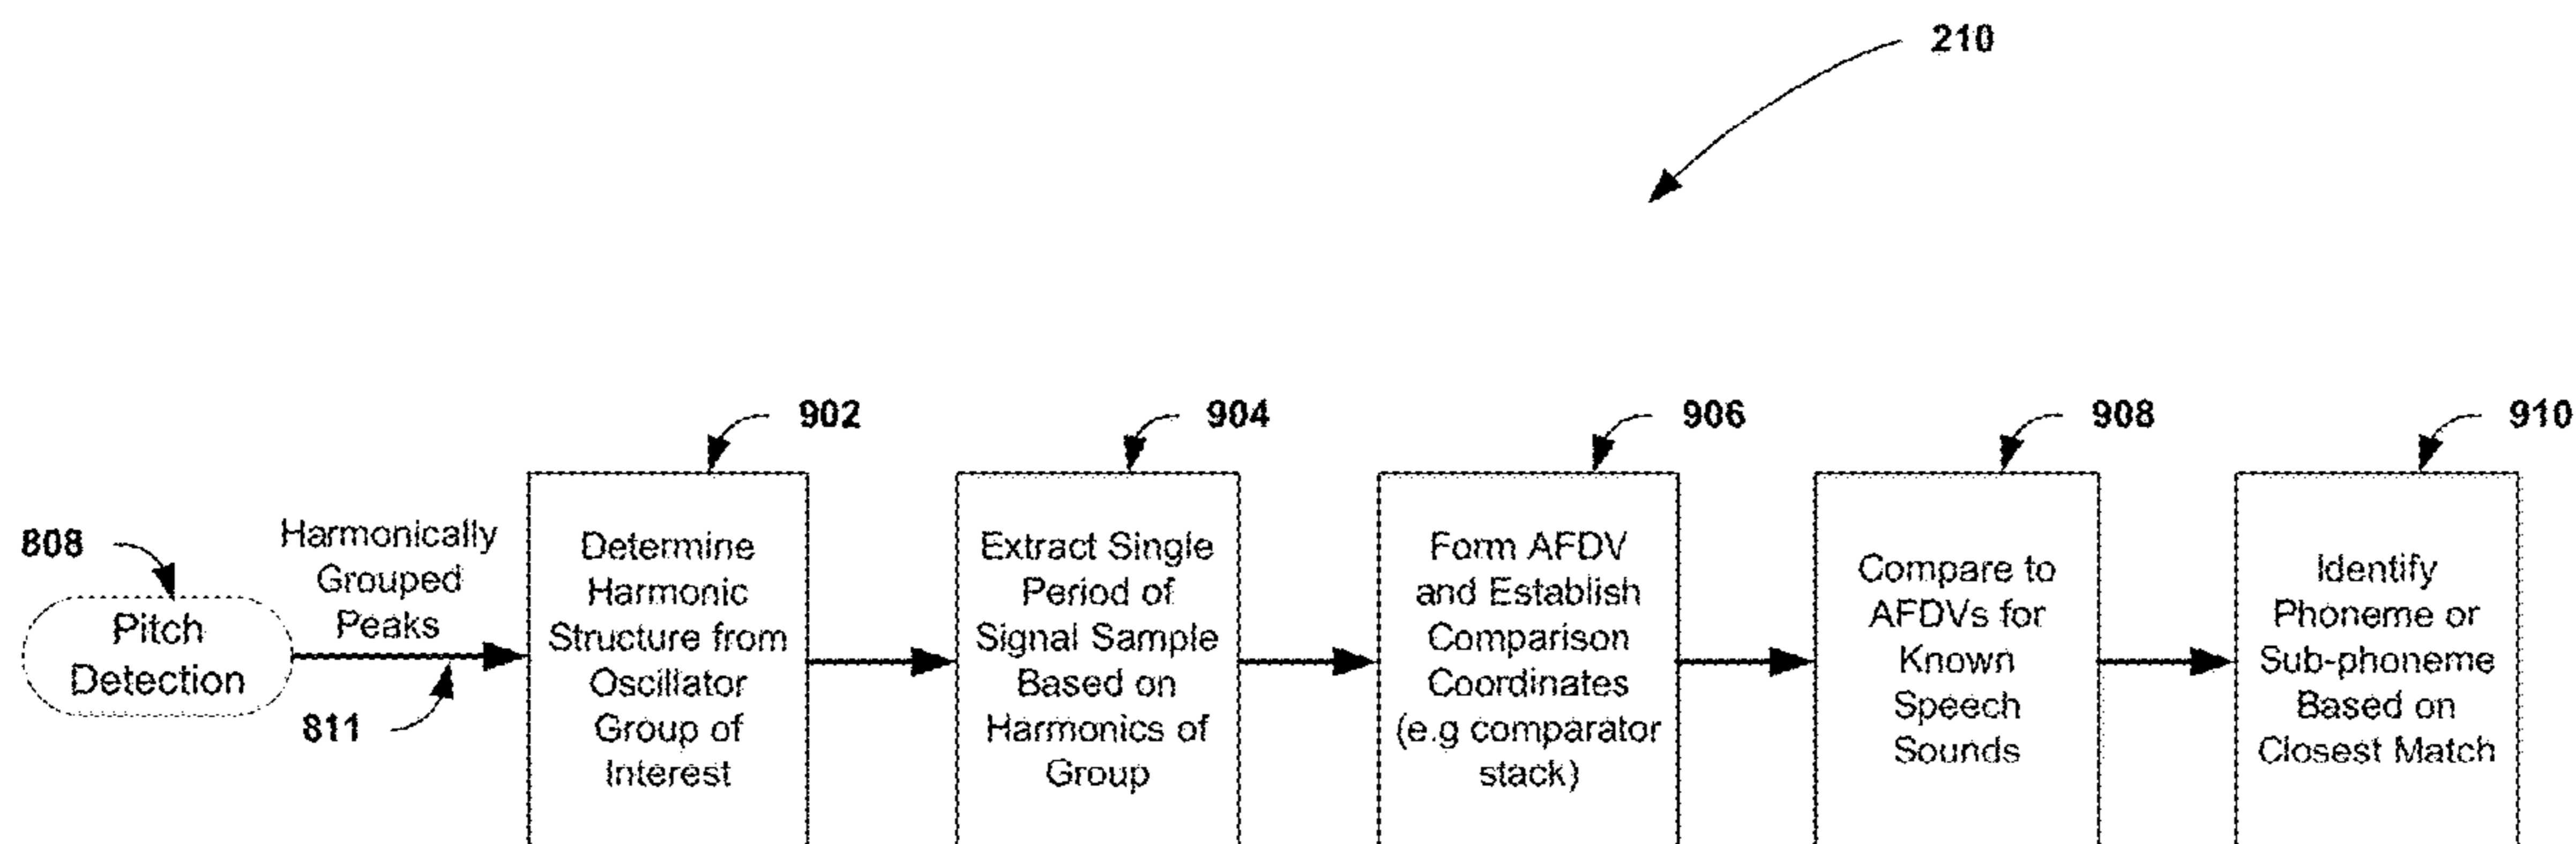 210
902
904
906
908
910
808
Pitch
Detection
Harmonically
Grouped
Peaks
811
Determine
Harmonic
Structure from
Oscillator
Group of
Interest
Extract Single
Period of
Signal Sample
Based on
Harmonics of
Group
Form AFDV
and Establish
Comparison
Coordinates
(e.g comparator
stack)
Compare to
AFDVs for
Known
Speech
Sounds
Identify
Phoneme or
Sub-phoneme
Based on
Closest Match